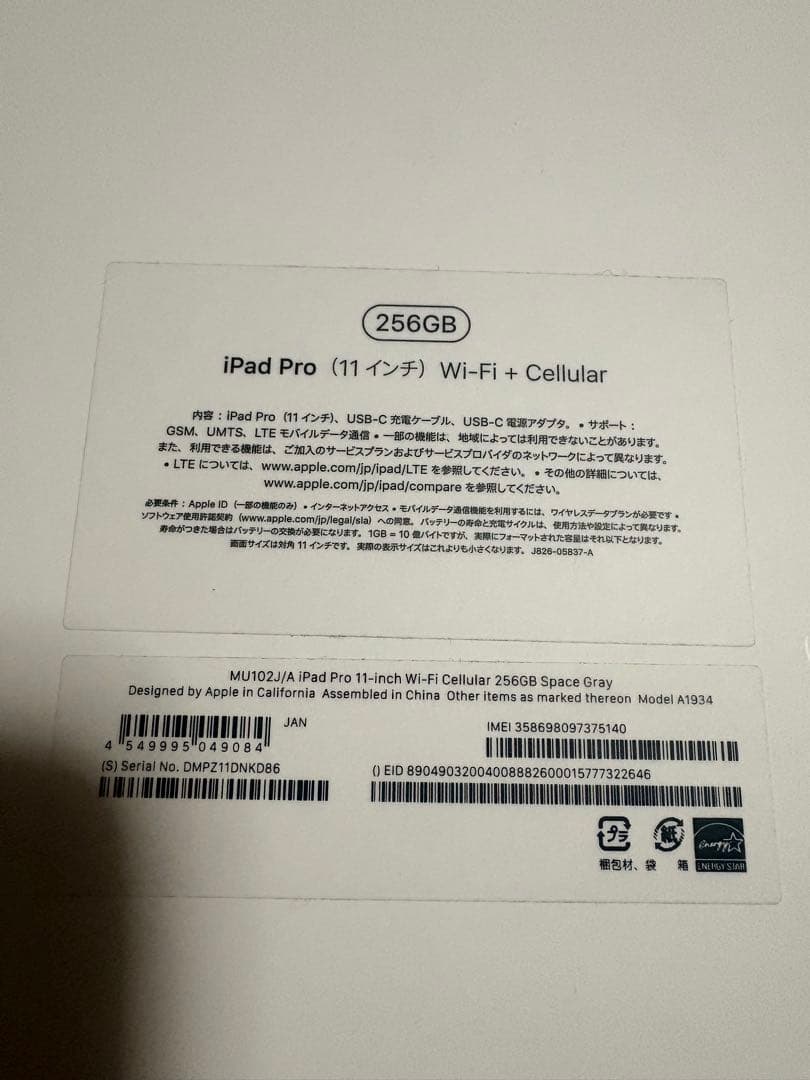 256GB
iPad Pro（11 インチ）Wi-Fi + Cellular
内容：iPad Pro（11 インチ）、USB-C 充電ケーブル、USB-C 電源アダプタ。• サポート：
GSM、UMTS、LTE モバイルデータ通信 • 一部の機能は、地域によっては利用できないことがあります。
また、利用できる機能は、ご加入のサービスプランおよびサービスプロバイダのネットワークによって異なります。
• LTE については、www.apple.com/jp/ipad/LTE を参照してください。• その他の詳細については、
www.apple.com/jp/ipad/compare を参照してください。
必要条件：Apple ID（一部の機能のみ）• インターネットアクセス • モバイルデータ通信機能を利用するには、ワイヤレスデータプランが必要です •
ソフトウェア使用許諾契約（www.apple.com/jp/legal/sla）への同意。バッテリーの寿命と充電サイクルは、使用方法や設定によって異なります。
寿命がつきた場合はバッテリーの交換が必要になります。1GB = 10 億バイトですが、実際にフォーマットされた容量はそれ以下となります。
画面サイズは対角 11 インチです。実際の表示サイズはこれよりも小さくなります。J826-05837-A
MU102J/A iPad Pro 11-inch Wi-Fi Cellular 256GB Space Gray
Designed by Apple in California Assembled in China Other items as marked thereon Model A1934
JAN
4 549995 049084
IMEI 358698097375140
(S) Serial No. DMPZ11DNKD86
() EID 89049032004008882600015777322646
プラ
紙
energy
梱包材、袋 箱
ENERGY STAR